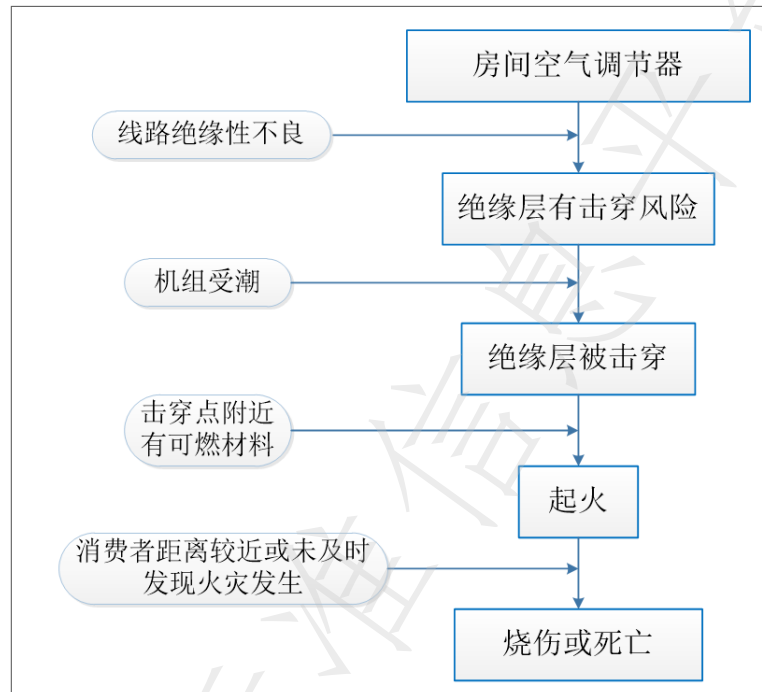 房间空气调节器
线路绝缘性不良
绝缘层有击穿风险
机组受潮
绝缘层被击穿
击穿点附近
有可燃材料
起火
消费者距离较近或未及时
发现火灾发生
烧伤或死亡